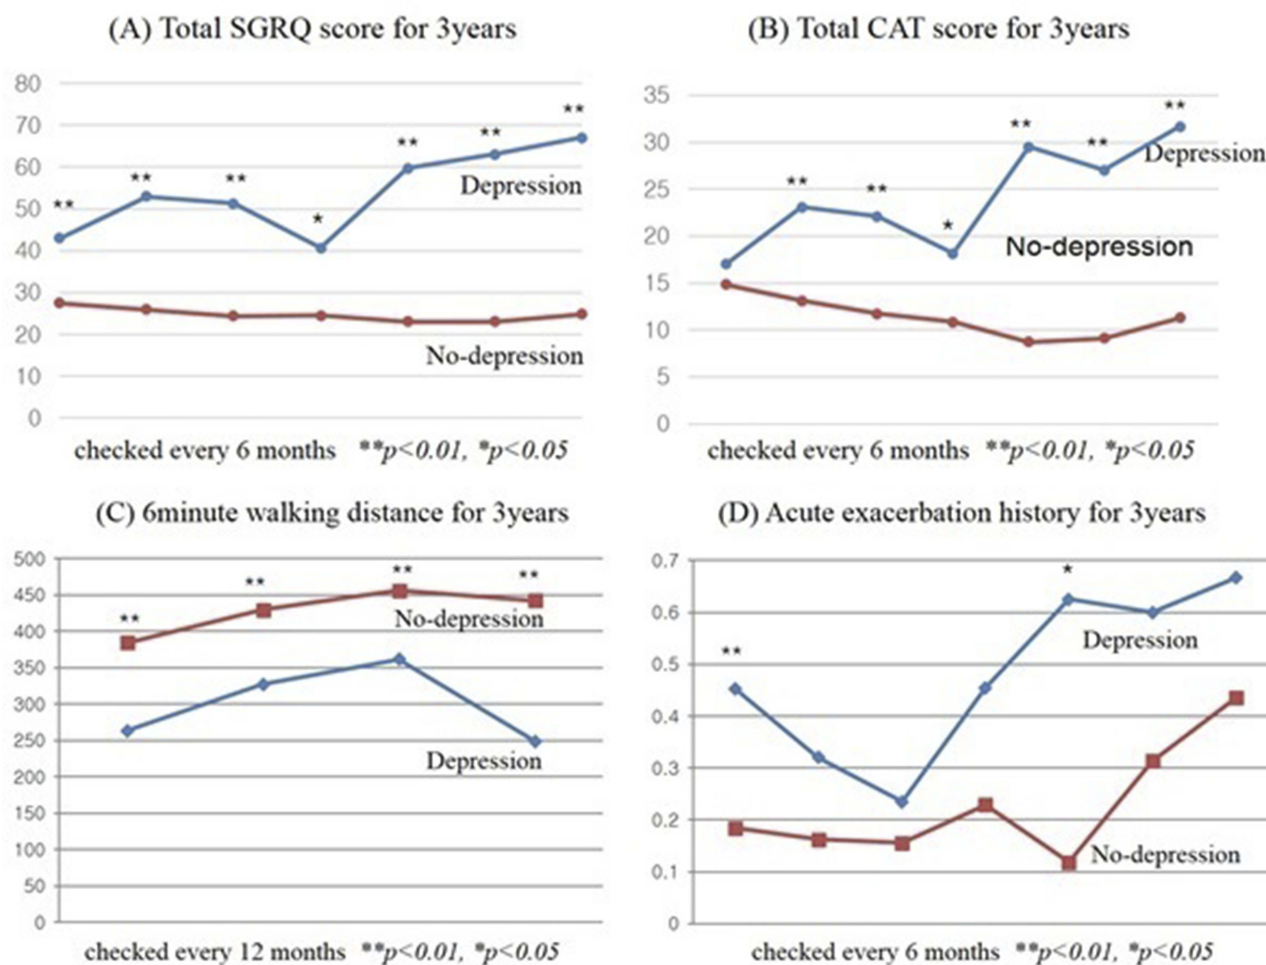 (A) Total SGRQ score for 3years
80
70
60
50
40
30
20
10
0
** ** ** * ** ** **
Depression
No-depression
checked every 6 months **p<0.01, *p<0.05
(B) Total CAT score for 3years
35
30
25
20
15
10
5
0
** ** * ** ** **
Depression
No-depression
checked every 6 months **p<0.01, *p<0.05
(C) 6minute walking distance for 3years
500
450
400
350
300
250
200
150
100
50
0
** ** ** **
No-depression
Depression
checked every 12 months **p<0.01, *p<0.05
(D) Acute exacerbation history for 3years
0.7
0.6
0.5
0.4
0.3
0.2
0.1
0
** *
Depression
No-depression
checked every 6 months **p<0.01, *p<0.05